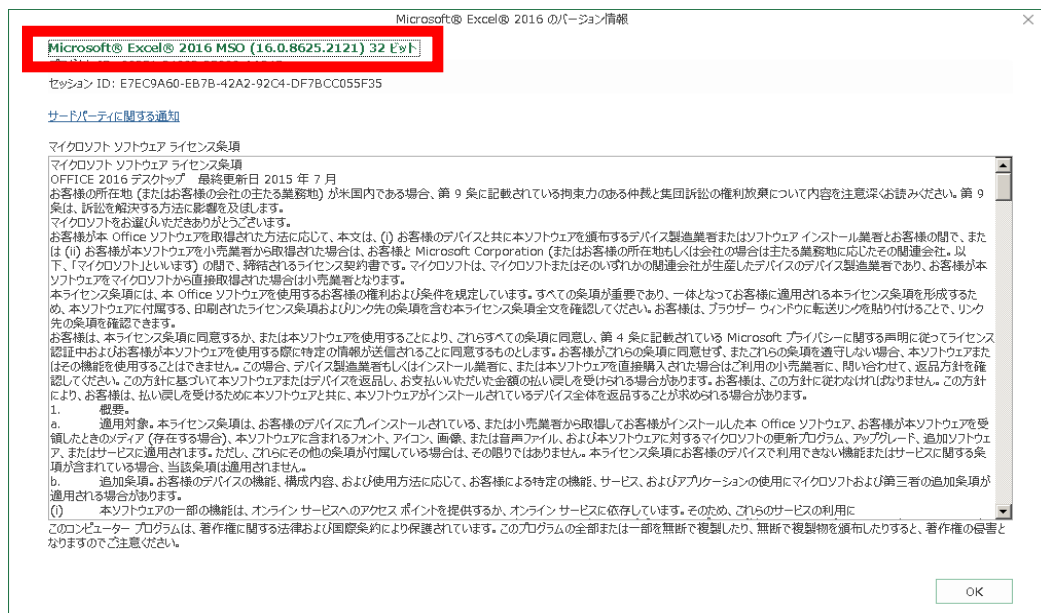 Microsoft® Excel® 2016 のバージョン情報
Microsoft® Excel® 2016 MSO (16.0.8625.2121) 32 ビット
セッション ID: E7EC9A60-EB7B-42A2-92C4-DF7BCC055F35
サードパーティに関する通知
マイクロソフト ソフトウェア ライセンス条項
マイクロソフト ソフトウェア ライセンス条項
OFFICE 2016 デスクトップ 最終更新日 2015 年 7 月
お客様の所在地 (またはお客様の会社の主たる業務地) が米国内である場合、第 9 条に記載されている拘束力のある仲裁と集団訴訟の権利放棄について内容を注意深くお読みください。第 9
条は、訴訟を解決する方法に影響を及ぼします。
マイクロソフトをお選びいただきありがとうございます。
お客様が本 Office ソフトウェアを取得された方法に応じて、本文は、(i) お客様のデバイスと共に本ソフトウェアを頒布するデバイス製造業者またはソフトウェア インストール業者とお客様の間で、また
は (ii) お客様が本ソフトウェアを小売業者から取得された場合は、お客様と Microsoft Corporation (またはお客様の所在地もしくは会社の場合は主たる業務地に応じたその関連会社。以
下、「マイクロソフト」といいます) の間で、締結されるライセンス契約書です。マイクロソフトは、マイクロソフトまたはそのいずれかの関連会社が生産したデバイスのデバイス製造業者であり、お客様が本
ソフトウェアをマイクロソフトから直接取得された場合は小売業者となります。
本ライセンス条項には、本 Office ソフトウェアを使用するお客様の権利および条件を規定しています。すべての条項が重要であり、一体となってお客様に適用される本ライセンス条項を形成するた
め、本ソフトウェアに付属する、印刷されたライセンス条項およびリンク先の条項を含む本ライセンス条項全文を確認してください。お客様は、ブラウザー ウィンドウに転送リンクを貼り付けることで、リンク
先の条項を確認できます。
お客様は、本ライセンス条項に同意するか、または本ソフトウェアを使用することにより、これらすべての条項に同意し、第 4 条に記載されている Microsoft プライバシーに関する声明に従ってライセンス
認証中およびお客様が本ソフトウェアを使用する際に特定の情報が送信されることに同意するものとします。お客様がこれらの条項に同意せず、またこれらの条項を遵守しない場合、本ソフトウェアまた
はその機能を使用することはできません。この場合、デバイス製造業者もしくはインストール業者に、または本ソフトウェアを直接購入された場合はご利用の小売業者に、問い合わせて、返品方針を確
認してください。この方針に基づいて本ソフトウェアまたはデバイスを返品し、お支払いいただいた金額の払い戻しを受けられる場合があります。お客様は、この方針に従わなければなりません。この方針
により、お客様は、払い戻しを受けるために本ソフトウェアと共に、本ソフトウェアがインストールされているデバイス全体を返品することが求められる場合があります。
1. 概要。
a. 適用対象。本ライセンス条項は、お客様のデバイスにプレインストールされている、または小売業者から取得してお客様がインストールした本 Office ソフトウェア、お客様が本ソフトウェアを受
領したときのメディア (存在する場合)、本ソフトウェアに含まれるフォント、アイコン、画像、または音声ファイル、および本ソフトウェアに対するマイクロソフトの更新プログラム、アップグレード、追加ソフトウェ
ア、またはサービスに適用されます。ただし、これらにその他の条項が付属している場合は、その限りではありません。本ライセンス条項にお客様のデバイスで利用できない機能またはサービスに関する条
項が含まれている場合、当該条項は適用されません。
b. 追加条項。お客様のデバイスの機能、構成内容、および使用方法に応じて、お客様による特定の機能、サービス、およびアプリケーションの使用にマイクロソフトおよび第三者の追加条項が
適用される場合があります。
(i) 本ソフトウェアの一部の機能は、オンライン サービスへのアクセス ポイントを提供するか、オンライン サービスに依存しています。そのため、これらのサービスの利用に
このコンピューター プログラムは、著作権に関する法律および国際条約により保護されています。このプログラムの全部または一部を無断で複製したり、無断で複製物を頒布したりすると、著作権の侵害と
なりますのでご注意ください。
OK